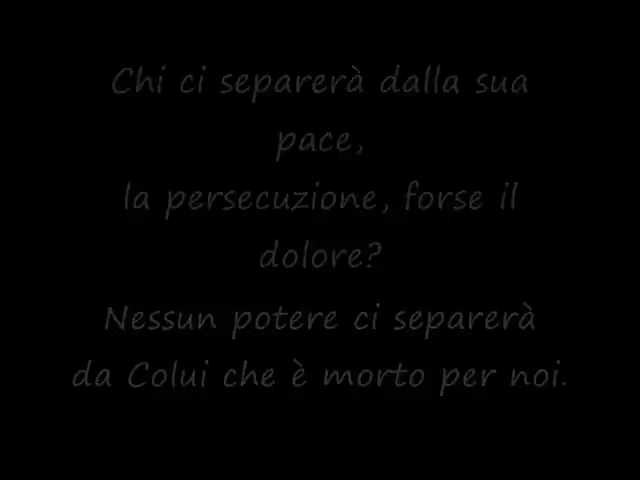 Chi ci separerà dalla sua
pace,
la persecuzione, forse il
dolore?
Nessun potere ci separerà
da Colui che è morto per noi.